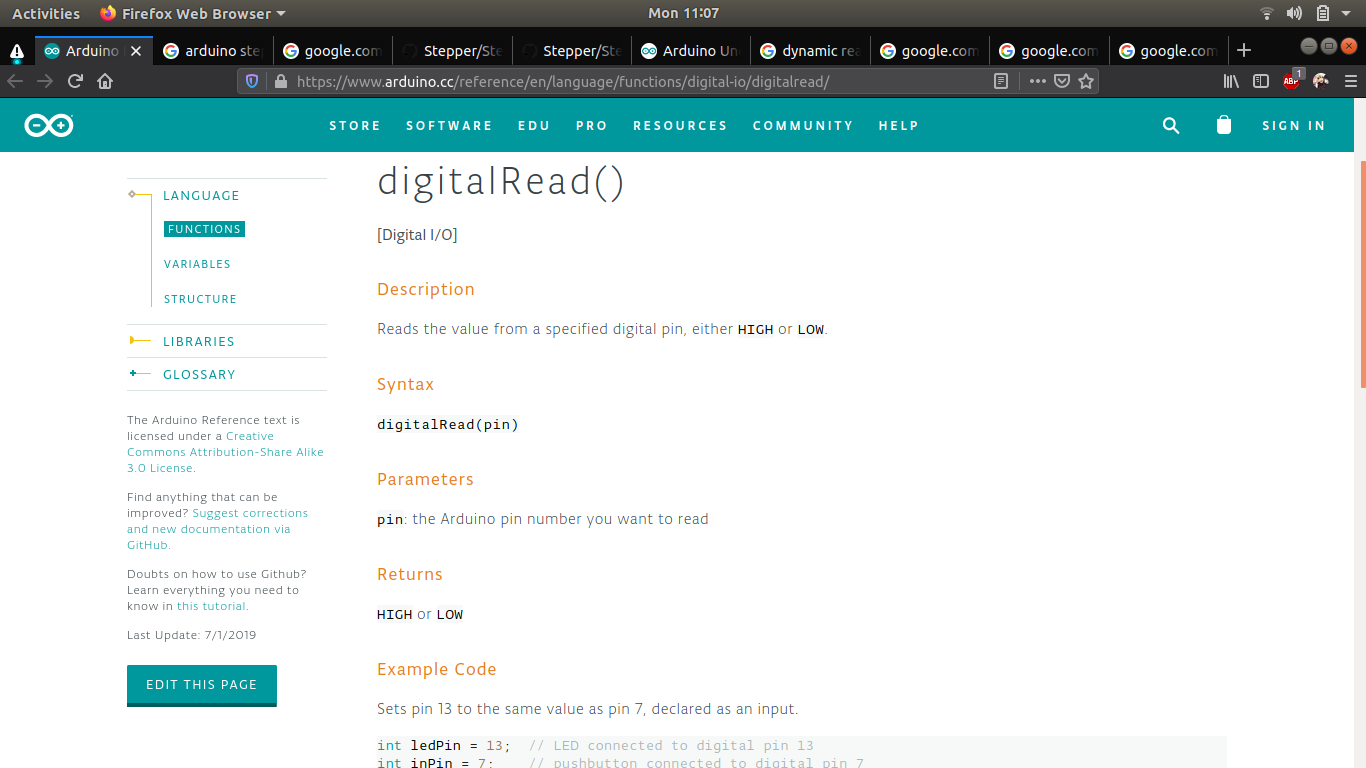 Activities Firefox Web Browser Mon 11:07
Arduino arduino ste google.com Stepper/Ste Stepper/Ste Arduino Un dynamic rea google.com google.com google.com
https://www.arduino.cc/reference/en/language/functions/digital-io/digitalread/ ABP 1
STORE SOFTWARE EDU PRO RESOURCES COMMUNITY HELP SIGN IN
LANGUAGE
FUNCTIONS
VARIABLES
STRUCTURE
LIBRARIES
GLOSSARY
The Arduino Reference text is
licensed under a Creative
Commons Attribution-Share Alike
3.0 License.
Find anything that can be
improved? Suggest corrections
and new documentation via
GitHub.
Doubts on how to use Github?
Learn everything you need to
know in this tutorial.
Last Update: 7/1/2019
EDIT THIS PAGE
digitalRead()
[Digital I/O]
Description
Reads the value from a specified digital pin, either HIGH or LOW.
Syntax
digitalRead(pin)
Parameters
pin: the Arduino pin number you want to read
Returns
HIGH or LOW
Example Code
Sets pin 13 to the same value as pin 7, declared as an input.
int ledPin = 13; // LED connected to digital pin 13
int inPin = 7; // pushbutton connected to digital pin 7